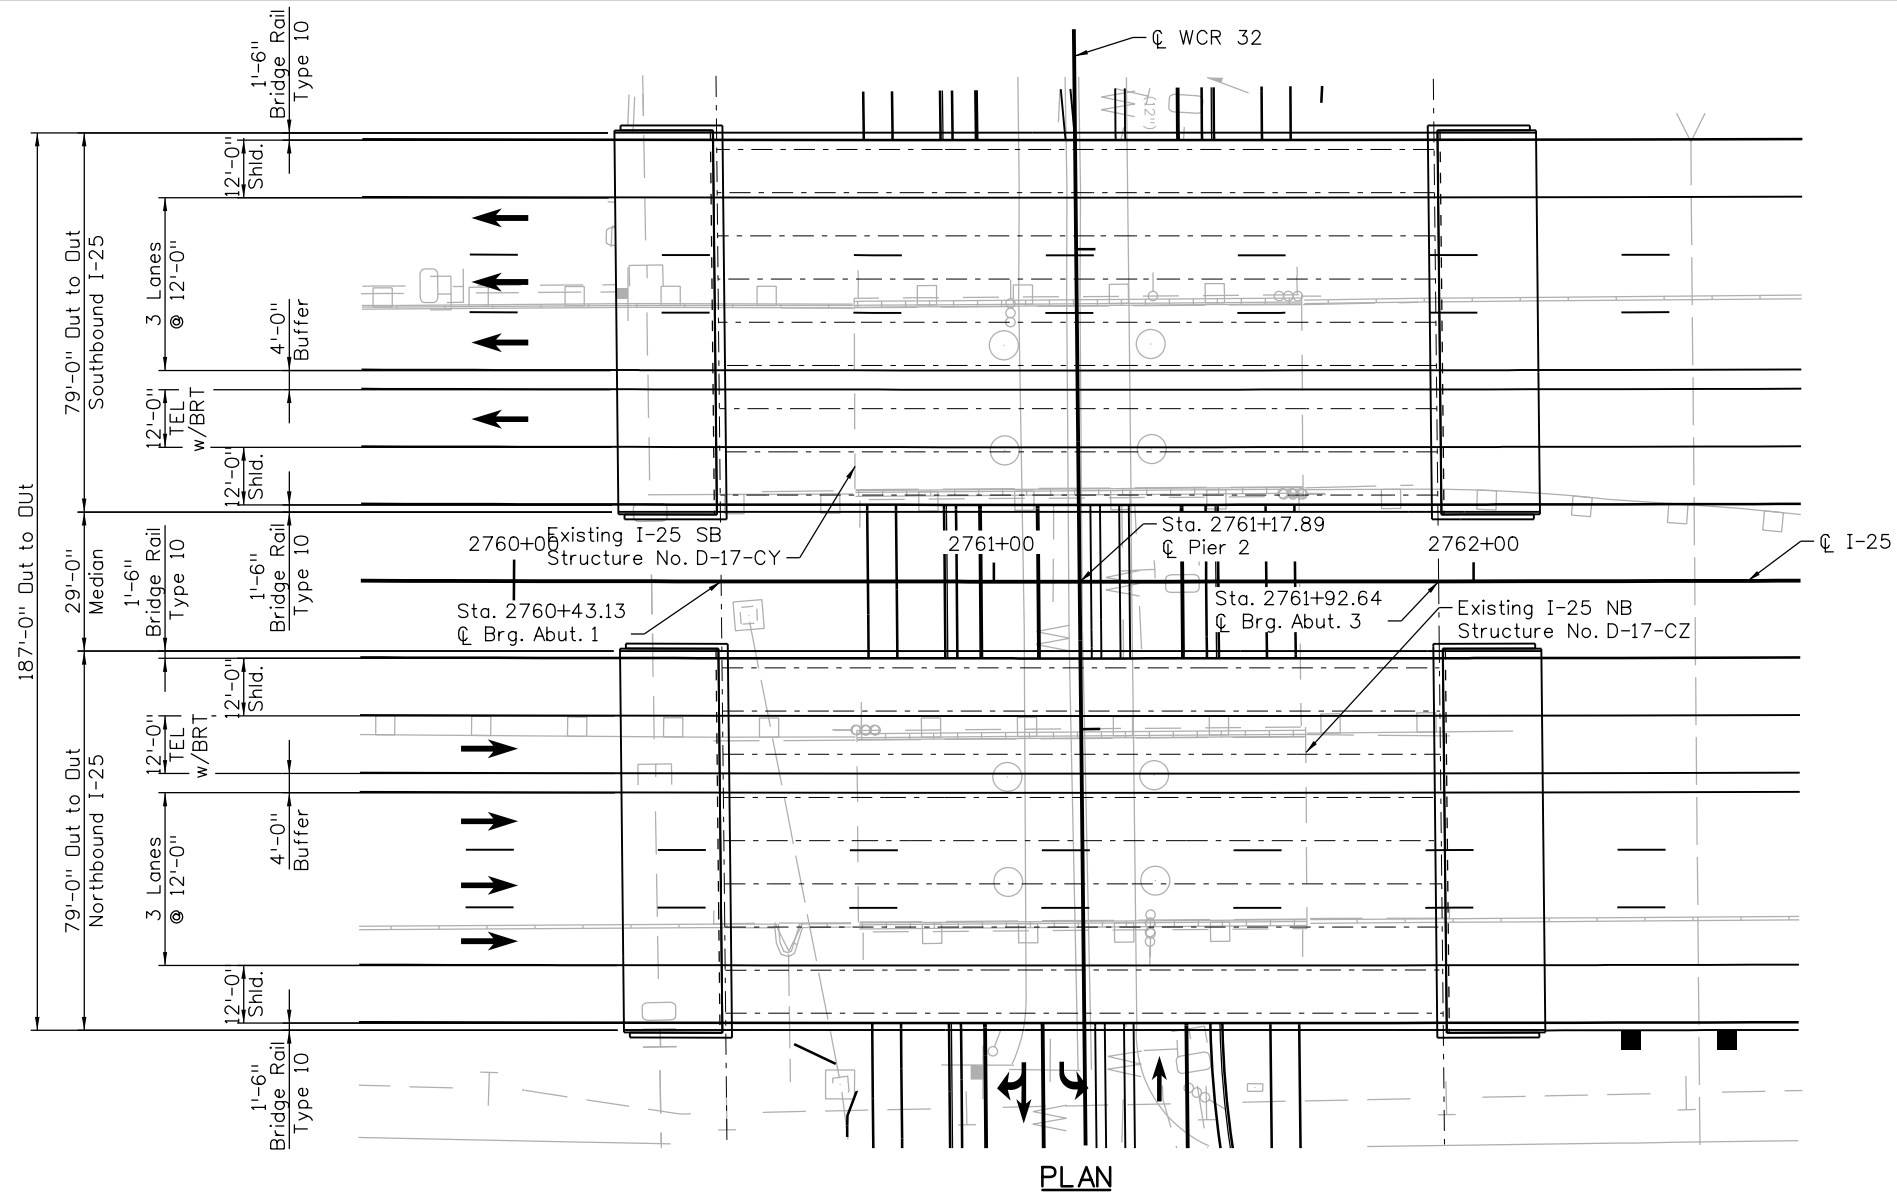 1'-6"
Bridge Rail
Type 10
℄ WCR 32
(12")
12'-0"
Shld.
79'-0" Out to Out
Southbound I-25
3 Lanes
@ 12'-0"
4'-0"
Buffer
12'-0"
TEL
w/BRT
12'-0"
Shld.
187'-0" Out to OUt
29'-0"
Median
1'-6"
Bridge Rail
Type 10
1'-6"
Bridge Rail
Type 10
2760+00
Existing I-25 SB
Structure No. D-17-CY
2761+00
Sta. 2761+17.89
℄ Pier 2
2762+00
℄ I-25
Sta. 2760+43.13
℄ Brg. Abut. 1
Sta. 2761+92.64
℄ Brg. Abut. 3
Existing I-25 NB
Structure No. D-17-CZ
12'-0"
Shld.
12'-0"
TEL
w/BRT
79'-0" Out to Out
Northbound I-25
3 Lanes
@ 12'-0"
4'-0"
Buffer
12'-0"
Shld.
1'-6"
Bridge Rail
Type 10
PLAN